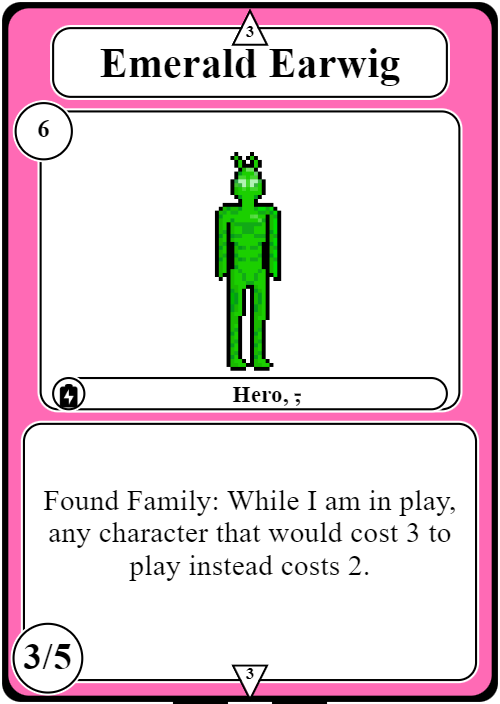 3
Emerald Earwig
6
Hero, ;
Found Family: While I am in play,
any character that would cost 3 to
play instead costs 2.
3/5
3